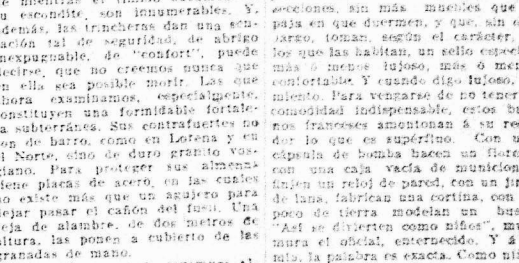 su escondite, son innumerables. Y,
demás, las trincheras dan una sen-
sación tal de seguridad, de abrigo
inexpugnable, de "confort", puede
decirse, que no creemos nunca que
en ella sea posible morir. Las que
ahora examinamos, especialmente,
constituyen una formidable fortale-
za subterránea. Sus contrafuertes no
son de barro, como en Lorena y en
el Norte, sino de duro granito vos-
giano. Para proteger sus almenas
tiene placas de acero, en las cuales
no existe más que un agujero para
dejar pasar el cañón del fusil. Una
reja de alambre, de dos metros de
altura, las ponen a cubierto de las
granadas de mano.
secciones, sin más muebles que
paja en que duermen, y que, sin e
largo, toman, según el carácter,
los que las habitan, un sello espec
más ó menos lujoso, más ó me
confortable. Y cuando digo lujoso,
miento. Para vengarse de no tener
comodidad indispensable, estos bu
nos franceses amontonan á su re
dor lo que es supérfluo. Con u
cápsula de bomba hacen un flore
con una caja vacía de municion
finjen un reloj de pared, con un jir
de lana, fabrican una cortina, con
poco de tierra modelan un bus
"Así se divierten como niños", mu
mura el oficial, enternecido. Y á
mía, la palabra es exacta. Como niñ